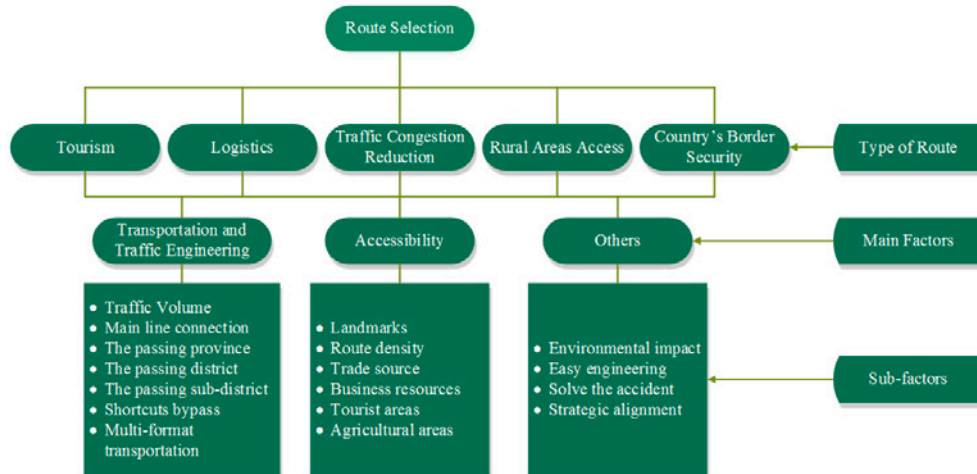 Route Selection
Tourism
Logistics
Traffic Congestion
Reduction
Rural Areas Access
Country's Border
Security
Type of Route
Transportation and
Traffic Engineering
Accessibility
Others
Main Factors
• Traffic Volume
• Main line connection
• The passing province
• The passing district
• The passing sub-district
• Shortcuts bypass
• Multi-format
transportation
• Landmarks
• Route density
• Trade source
• Business resources
• Tourist areas
• Agricultural areas
• Environmental impact
• Easy engineering
• Solve the accident
• Strategic alignment
Sub-factors